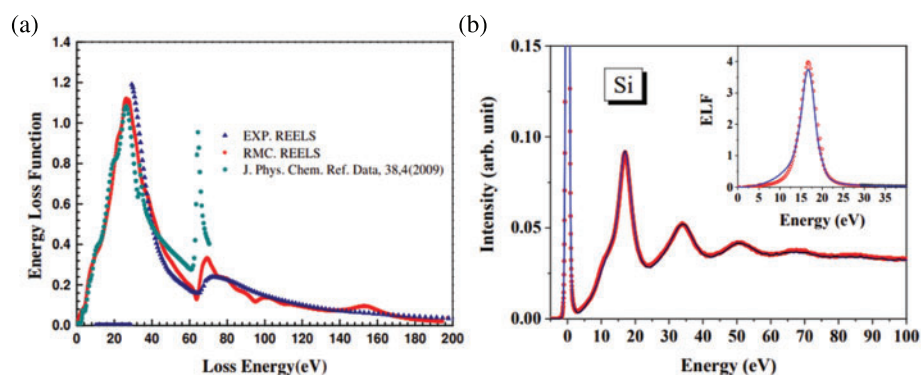 (a)
1.4
1.2
1.0
0.8
0.6
0.4
0.2
0.0
Energy Loss Function
EXP. REELS
RMC. REELS
J. Phys. Chem. Ref. Data, 38,4(2009)
0 20 40 60 80 100 120 140 160 180 200
Loss Energy(eV)
(b)
0.15
0.10
0.05
0.00
Intensity (arb. unit)
Si
4
3
2
1
0
ELF
0 5 10 15 20 25 30 35
Energy (eV)
0 10 20 30 40 50 60 70 80 90 100
Energy (eV)